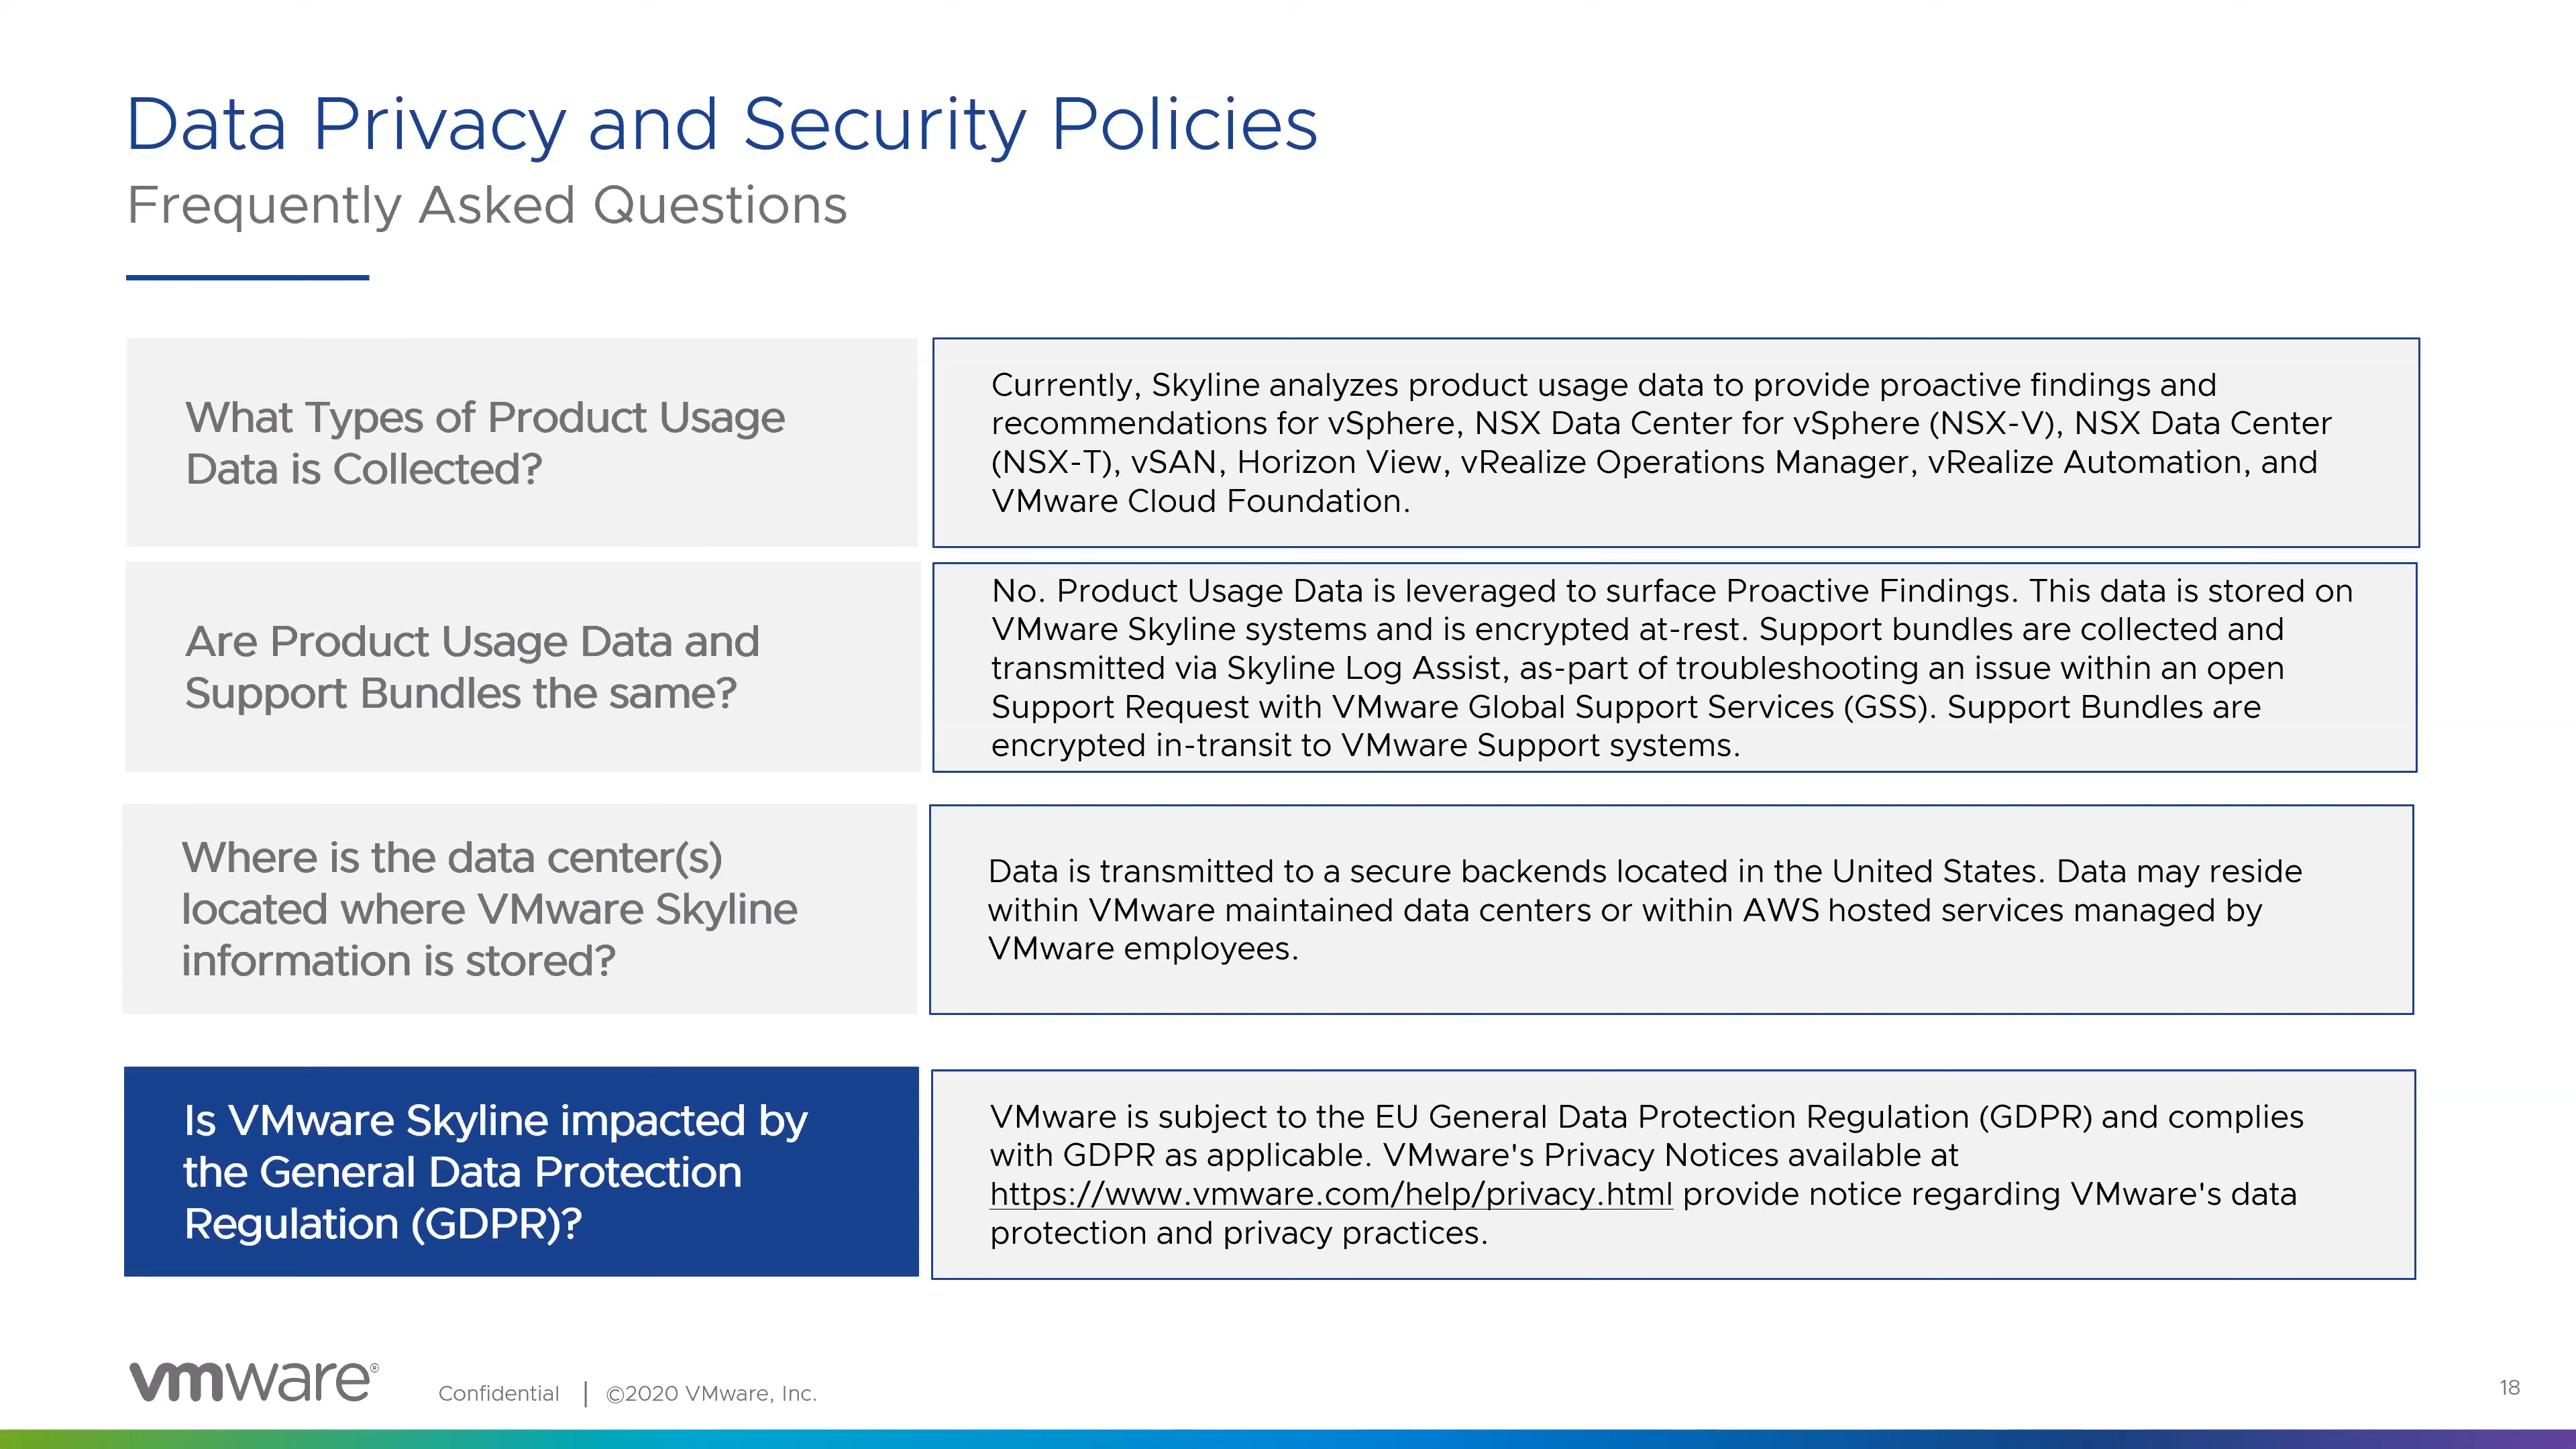 Data Privacy and Security Policies
Frequently Asked Questions
What Types of Product Usage
Data is Collected?
Currently, Skyline analyzes product usage data to provide proactive findings and
recommendations for vSphere, NSX Data Center for vSphere (NSX-V), NSX Data Center
(NSX-T), vSAN, Horizon View, vRealize Operations Manager, vRealize Automation, and
VMware Cloud Foundation.
Are Product Usage Data and
Support Bundles the same?
No. Product Usage Data is leveraged to surface Proactive Findings. This data is stored on
VMware Skyline systems and is encrypted at-rest. Support bundles are collected and
transmitted via Skyline Log Assist, as-part of troubleshooting an issue within an open
Support Request with VMware Global Support Services (GSS). Support Bundles are
encrypted in-transit to VMware Support systems.
Where is the data center(s)
located where VMware Skyline
information is stored?
Data is transmitted to a secure backends located in the United States. Data may reside
within VMware maintained data centers or within AWS hosted services managed by
VMware employees.
Is VMware Skyline impacted by
the General Data Protection
Regulation (GDPR)?
VMware is subject to the EU General Data Protection Regulation (GDPR) and complies
with GDPR as applicable. VMware's Privacy Notices available at
https://www.vmware.com/help/privacy.html provide notice regarding VMware's data
protection and privacy practices.
vmware®
Confidential | ©2020 VMware, Inc.
18